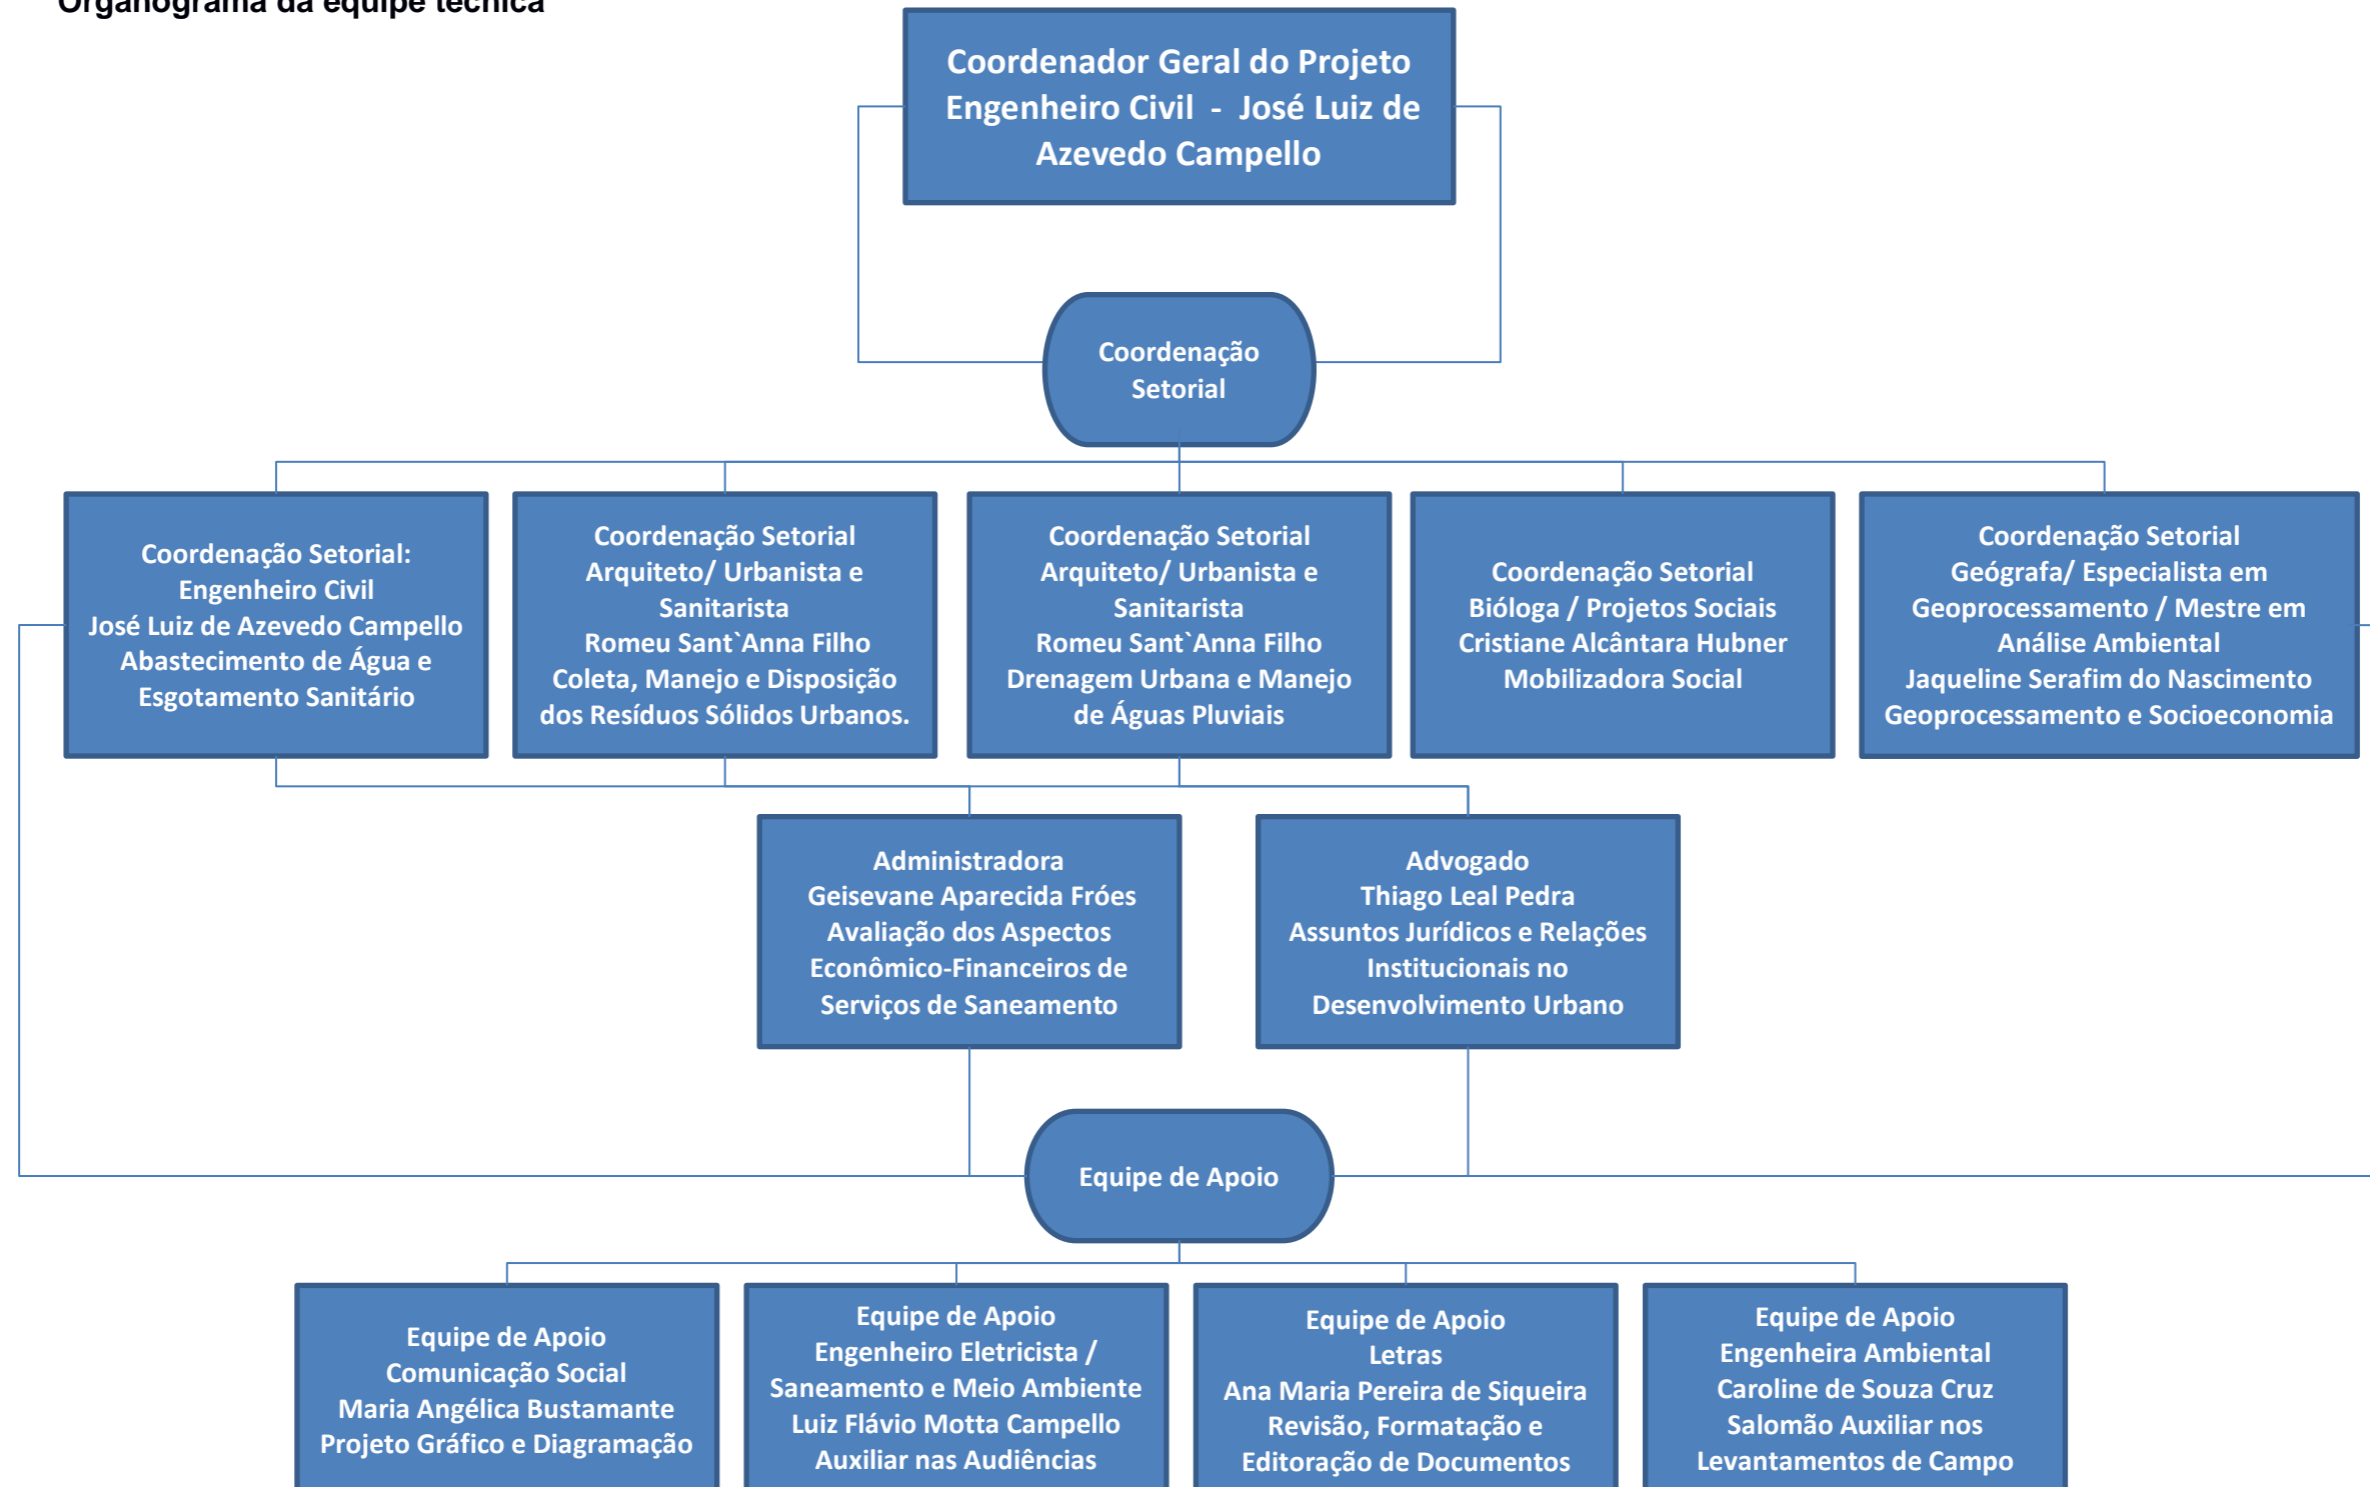 Organograma da equipe técnica
Coordenador Geral do Projeto
Engenheiro Civil - José Luiz de
Azevedo Campello
Coordenação
Setorial
Coordenação Setorial:
Engenheiro Civil
José Luiz de Azevedo Campello
Abastecimento de Água e
Esgotamento Sanitário
Coordenação Setorial
Arquiteto/ Urbanista e
Sanitarista
Romeu Sant`Anna Filho
Coleta, Manejo e Disposição
dos Resíduos Sólidos Urbanos.
Coordenação Setorial
Arquiteto/ Urbanista e
Sanitarista
Romeu Sant`Anna Filho
Drenagem Urbana e Manejo
de Águas Pluviais
Coordenação Setorial
Bióloga / Projetos Sociais
Cristiane Alcântara Hubner
Mobilizadora Social
Coordenação Setorial
Geógrafa/ Especialista em
Geoprocessamento / Mestre em
Análise Ambiental
Jaqueline Serafim do Nascimento
Geoprocessamento e Socioeconomia
Administradora
Geisevane Aparecida Fróes
Avaliação dos Aspectos
Econômico-Financeiros de
Serviços de Saneamento
Advogado
Thiago Leal Pedra
Assuntos Jurídicos e Relações
Institucionais no
Desenvolvimento Urbano
Equipe de Apoio
Equipe de Apoio
Comunicação Social
Maria Angélica Bustamante
Projeto Gráfico e Diagramação
Equipe de Apoio
Engenheiro Eletricista /
Saneamento e Meio Ambiente
Luiz Flávio Motta Campello
Auxiliar nas Audiências
Equipe de Apoio
Letras
Ana Maria Pereira de Siqueira
Revisão, Formatação e
Editoração de Documentos
Equipe de Apoio
Engenheira Ambiental
Caroline de Souza Cruz
Salomão Auxiliar nos
Levantamentos de Campo